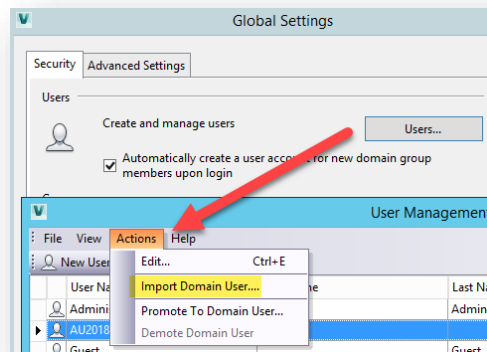 Global Settings
Security Advanced Settings
Users
Create and manage users
Users...
Automatically create a user account for new domain group
members upon login
User Management
File View Actions Help
New User
Edit... Ctrl+E
Import Domain User....
Promote To Domain User...
Demote Domain User
User Na
Last Na
Admini
Admin
AU2018
Guest
Guest